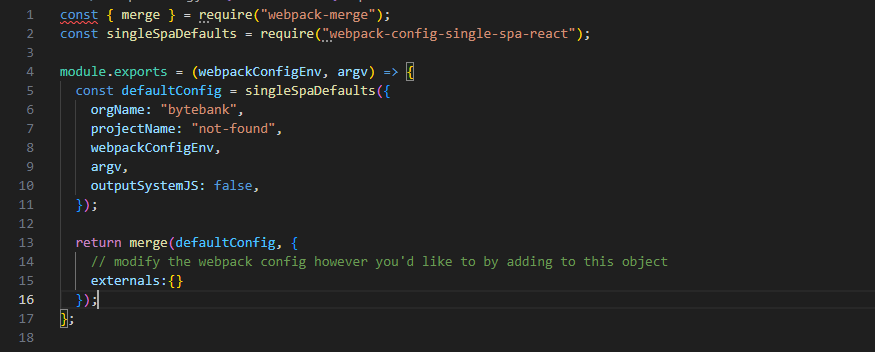 1 const { merge } = require("webpack-merge");
2 const singleSpaDefaults = require("webpack-config-single-spa-react");
3
4 module.exports = (webpackConfigEnv, argv) => {
5   const defaultConfig = singleSpaDefaults({
6     orgName: "bytebank",
7     projectName: "not-found",
8     webpackConfigEnv,
9     argv,
10     outputSystemJS: false,
11   });
12
13   return merge(defaultConfig, {
14     // modify the webpack config however you'd like to by adding to this object
15     externals:{}
16   });
17 };
18